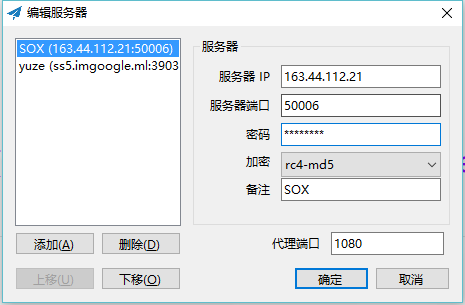 编辑服务器
SOX (163.44.112.21:50006)
yuze (ss5.imgoogle.ml:3903
服务器
服务器 IP 163.44.112.21
服务器端口 50006
密码 ********
加密 rc4-md5
备注 SOX
添加(A) 删除(D) 代理端口 1080
上移(U) 下移(O) 确定 取消